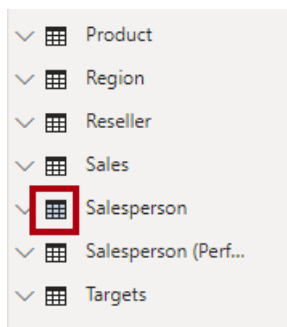 Product
Region
Reseller
Sales
Salesperson
Salesperson (Perf...
Targets